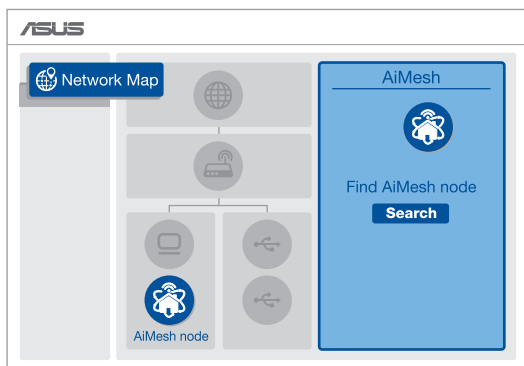 ASUS
Network Map
AiMesh
Find AiMesh node
Search
AiMesh node